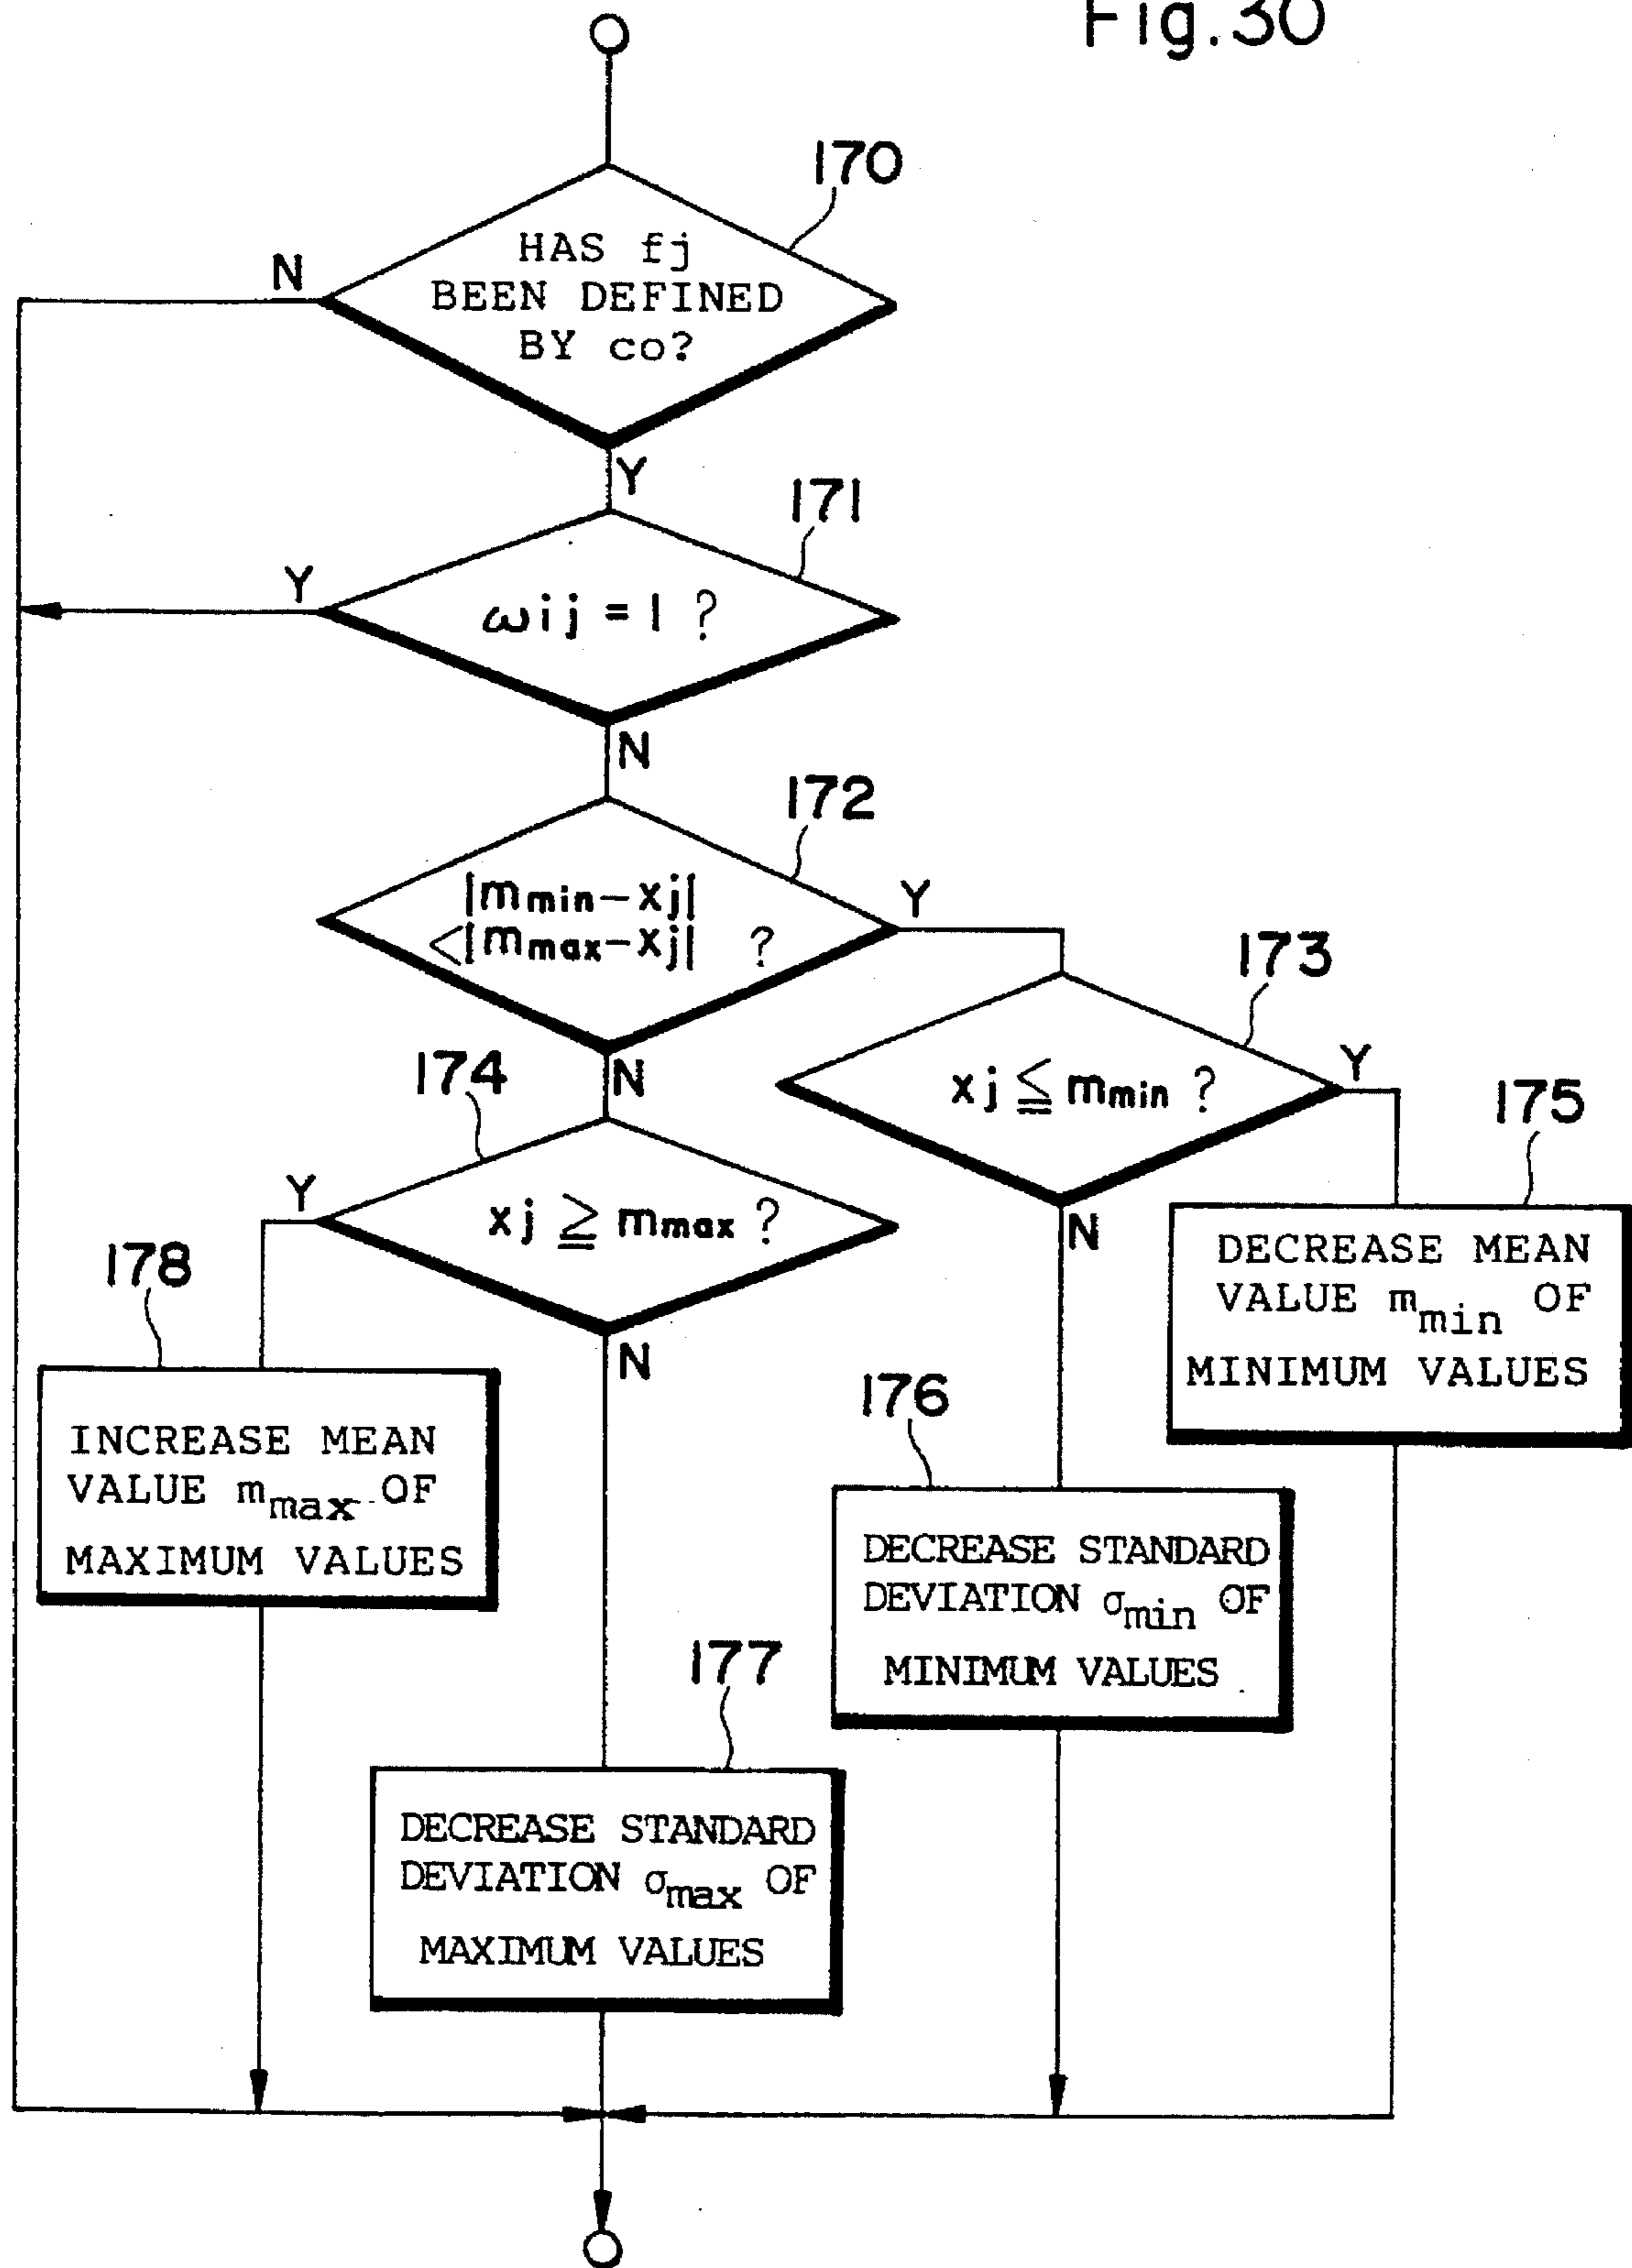 Fig.30
170
HAS fj
BEEN DEFINED
BY co?
N
Y
171
Y
ωij = 1 ?
N
172
|mmin-xj|
<|mmax-xj| ?
Y
N
173
xj ≦ mmin ?
Y
N
174
Y
xj ≧ mmax ?
N
175
DECREASE MEAN
VALUE mmin OF
MINIMUM VALUES
178
INCREASE MEAN
VALUE mmax OF
MAXIMUM VALUES
176
DECREASE STANDARD
DEVIATION σmin OF
MINIMUM VALUES
177
DECREASE STANDARD
DEVIATION σmax OF
MAXIMUM VALUES